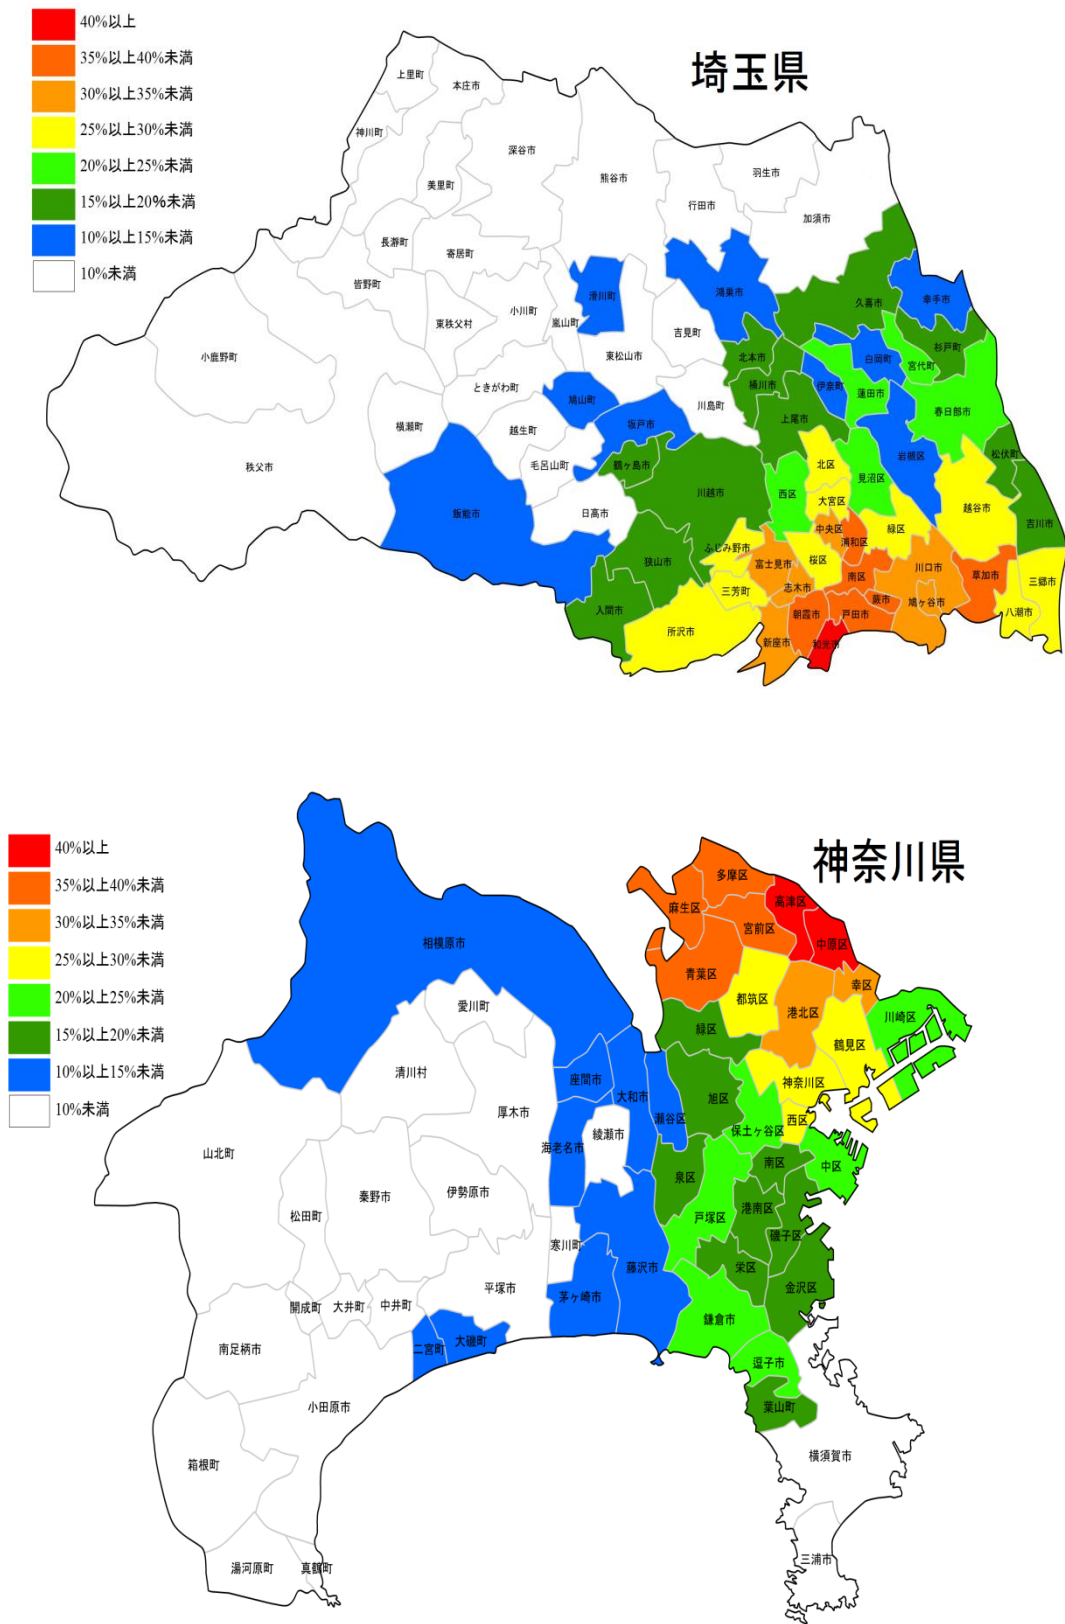 40%以上
35%以上40%未満
30%以上35%未満
25%以上30%未満
20%以上25%未満
15%以上20%未満
10%以上15%未満
10%未満
埼玉県
上里町
本庄市
神川町
深谷市
美里町
熊谷市
羽生市
行田市
加須市
長瀞町
寄居町
皆野町
滑川町
鴻巣市
久喜市
幸手市
小川町
嵐山町
東秩父村
吉見町
小鹿野町
東松山市
北本市
白岡町
杉戸町
宮代町
ときがわ町
鳩山町
川島町
桶川市
伊奈町
蓮田市
横瀬町
越生町
坂戸市
上尾市
春日部市
秩父市
毛呂山町
鶴ヶ島市
北区
見沼区
岩槻区
松伏町
川越市
西区
大宮区
越谷市
飯能市
日高市
中央区
緑区
吉川市
ふじみ野市
浦和区
狭山市
富士見市
桜区
南区
川口市
草加市
三郷市
三芳町
志木市
入間市
蕨市
鳩ヶ谷市
八潮市
朝霞市
戸田市
所沢市
新座市
和光市
神奈川県
40%以上
35%以上40%未満
30%以上35%未満
25%以上30%未満
20%以上25%未満
15%以上20%未満
10%以上15%未満
10%未満
多摩区
高津区
麻生区
宮前区
中原区
相模原市
青葉区
幸区
都筑区
港北区
愛川町
川崎区
緑区
鶴見区
清川村
座間市
神奈川区
大和市
旭区
厚木市
瀬谷区
西区
保土ヶ谷区
綾瀬市
海老名市
山北町
南区
中区
伊勢原市
泉区
秦野市
松田町
戸塚区
港南区
磯子区
寒川町
藤沢市
栄区
平塚市
金沢区
茅ヶ崎市
開成町
大井町
中井町
鎌倉市
大磯町
二宮町
南足柄市
逗子市
小田原市
葉山町
横須賀市
箱根町
三浦市
湯河原町
真鶴町